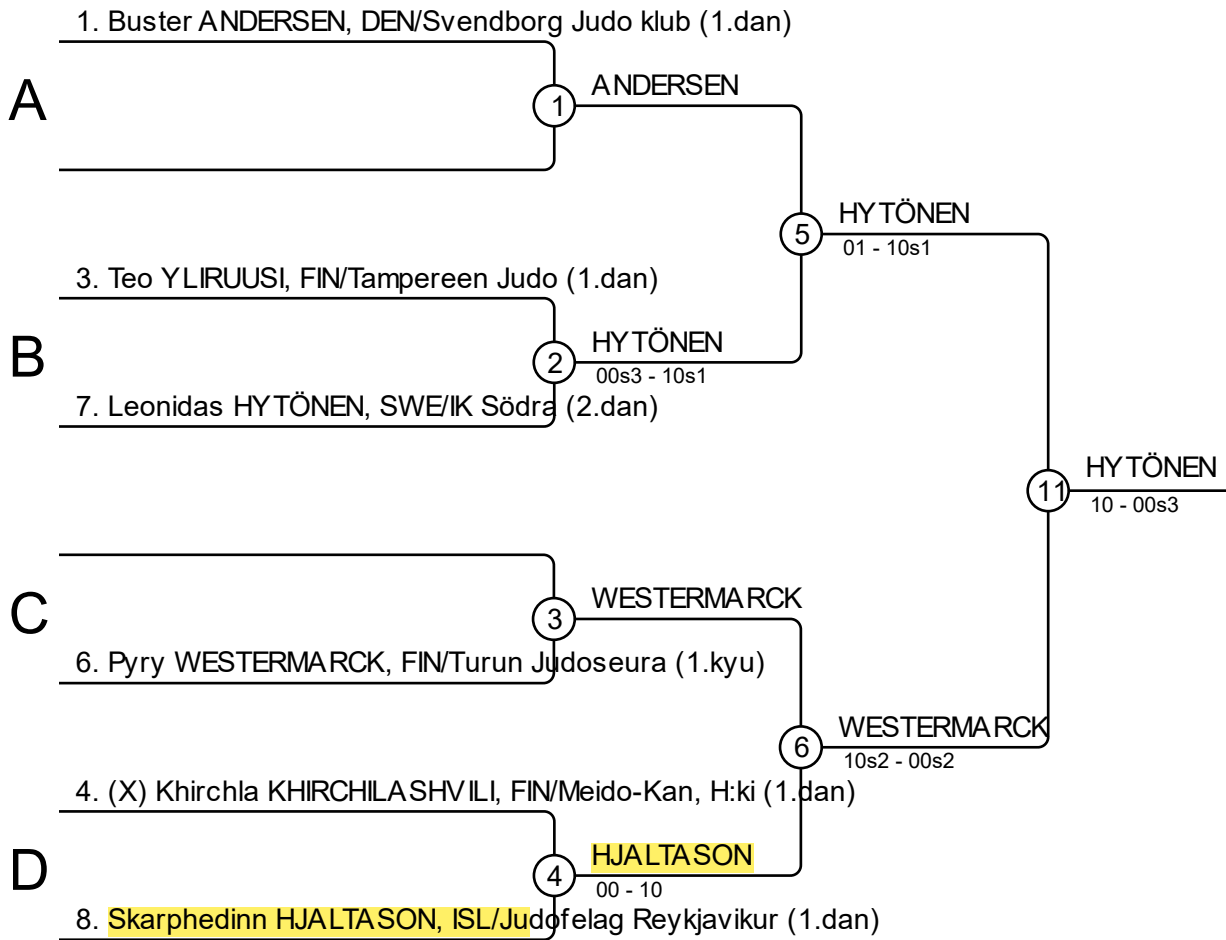 1. Buster ANDERSEN, DEN/Svendborg Judo klub (1.dan)
A
1
ANDERSEN
5
HYTÖNEN
01 - 10s1
3. Teo YLIRUUSI, FIN/Tampereen Judo (1.dan)
B
2
HYTÖNEN
00s3 - 10s1
7. Leonidas HYTÖNEN, SWE/IK Södra (2.dan)
11
HYTÖNEN
10 - 00s3
C
3
WESTERMARCK
6. Pyry WESTERMARCK, FIN/Turun Judoseura (1.kyu)
6
WESTERMARCK
10s2 - 00s2
4. (X) Khirchla KHIRCHILASHVILI, FIN/Meido-Kan, H:ki (1.dan)
D
4
HJALTASON
00 - 10
8. Skarphedinn HJALTASON, ISL/Judofelag Reykjavikur (1.dan)